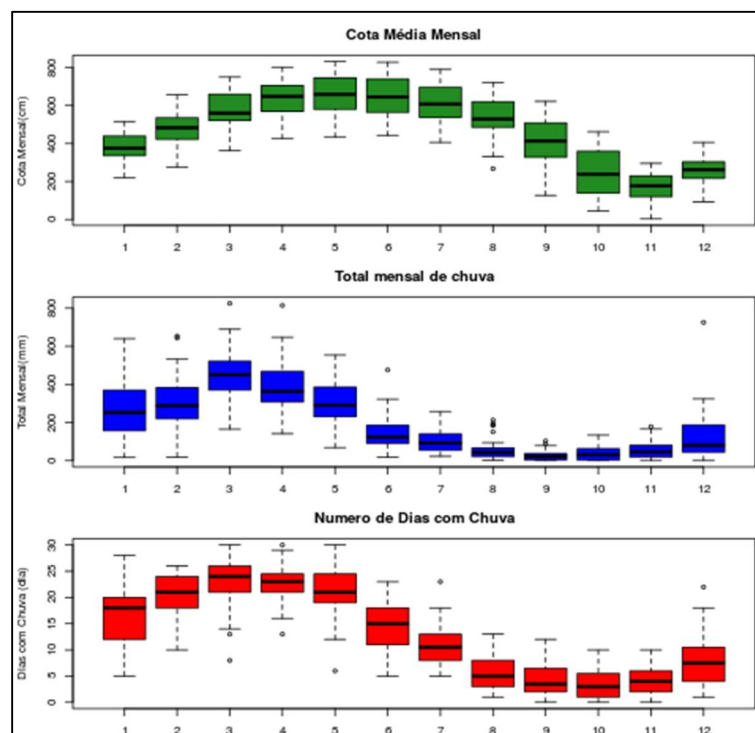 Cota Média Mensal
Cota Mensal(cm)
0 200 400 600 800
1 2 3 4 5 6 7 8 9 10 11 12
Total mensal de chuva
Total Mensal(mm)
0 200 400 600 800
1 2 3 4 5 6 7 8 9 10 11 12
Numero de Dias com Chuva
Dias com Chuva (dia)
0 5 10 15 20 25 30
1 2 3 4 5 6 7 8 9 10 11 12